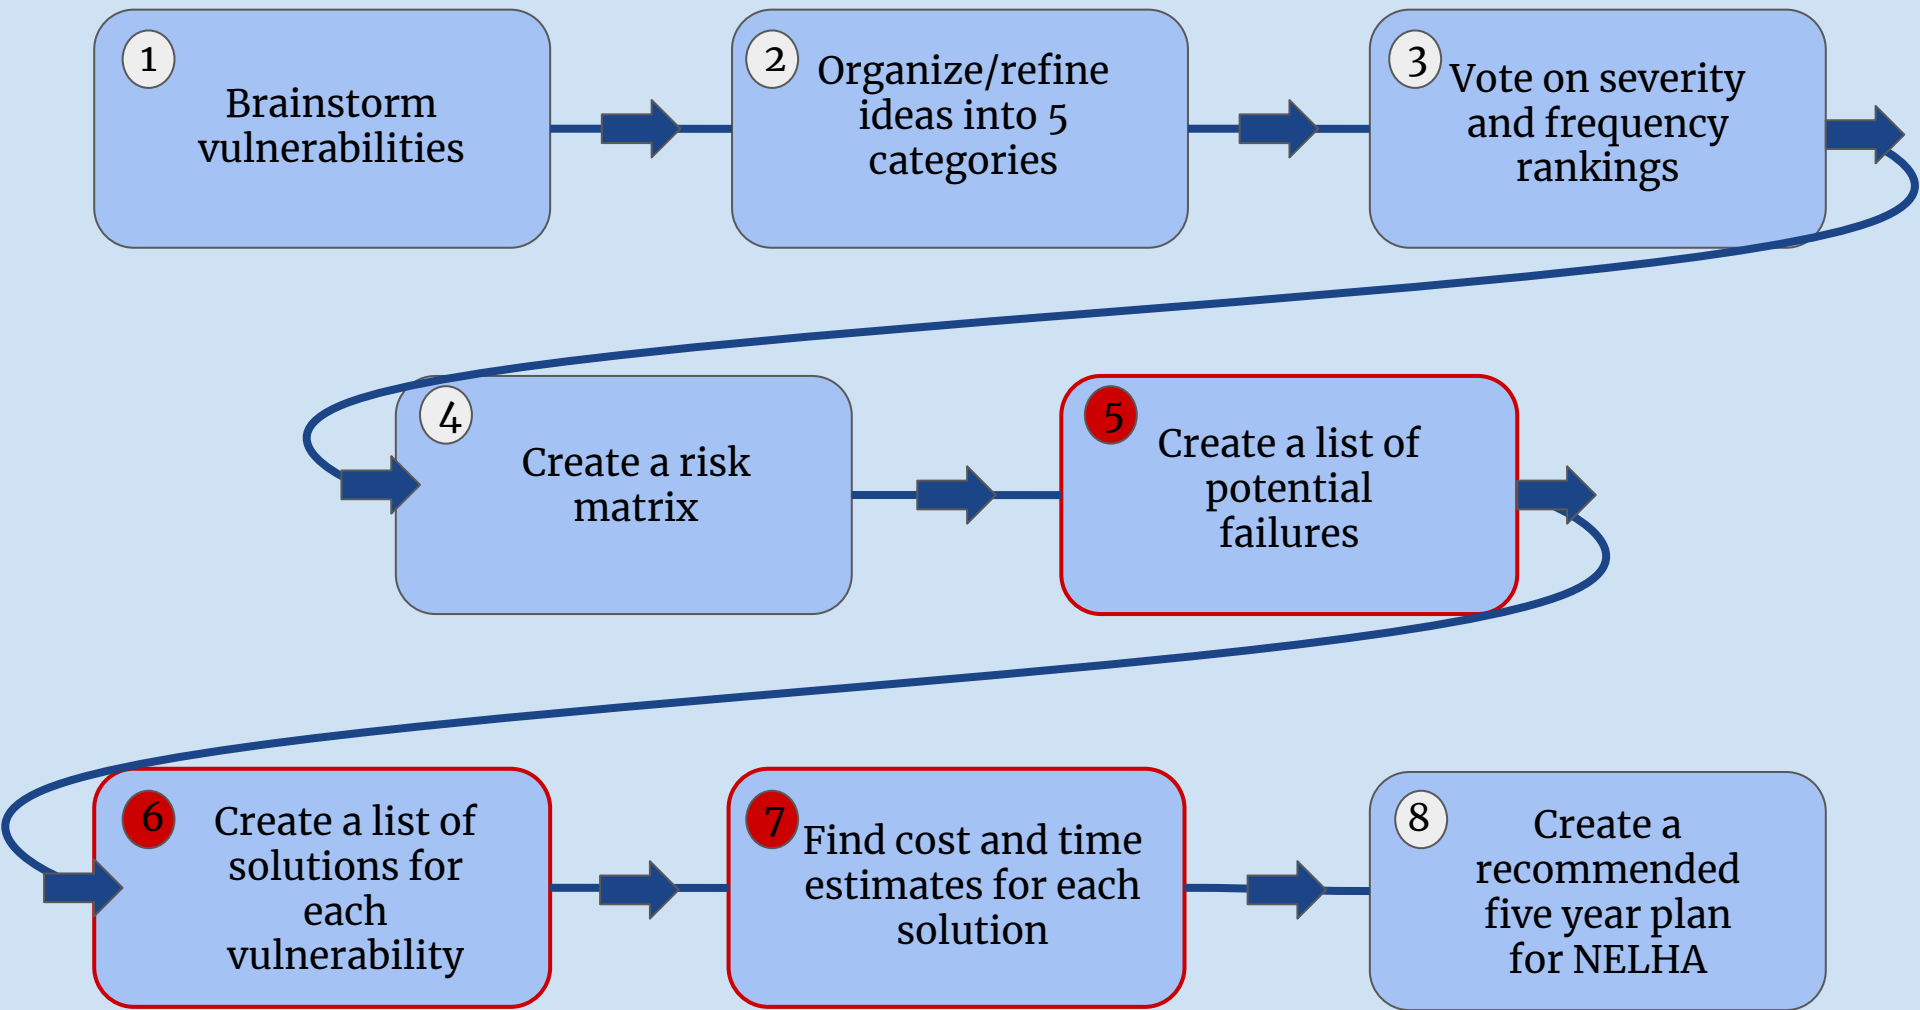 1
Brainstorm
vulnerabilities
2
Organize/refine
ideas into 5
categories
3
Vote on severity
and frequency
rankings
4
Create a risk
matrix
5
Create a list of
potential
failures
6
Create a list of
solutions for
each
vulnerability
7
Find cost and time
estimates for each
solution
8
Create a
recommended
five year plan
for NELHA